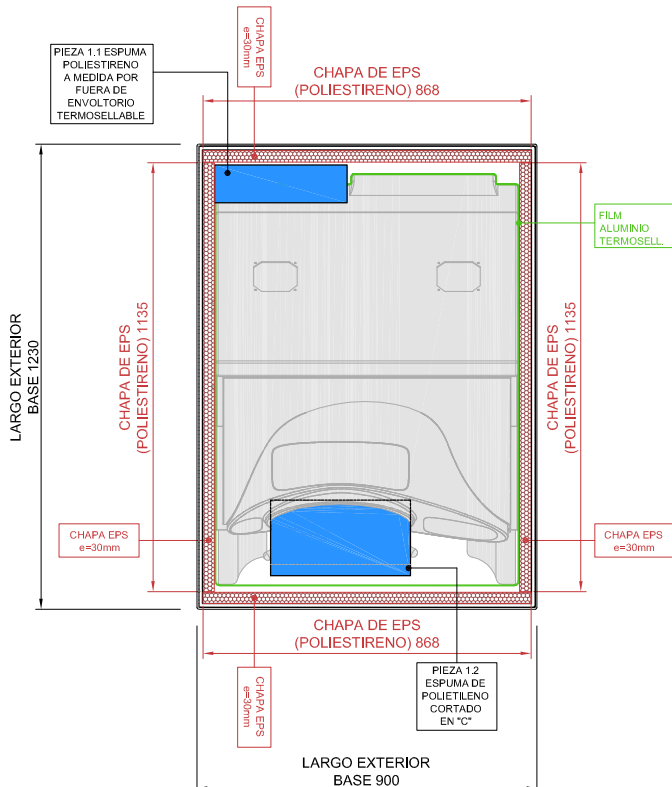 CHAPA EPS
e=30mm
PIEZA 1.1 ESPUMA
POLIESTIRENO
A MEDIDA POR
FUERA DE
ENVOLTORIO
TERMOSELLABLE
CHAPA DE EPS
(POLIESTIRENO) 868
FILM
ALUMINIO
TERMOSELL.
LARGO EXTERIOR
BASE 1230
CHAPA DE EPS
(POLIESTIRENO) 1135
CHAPA DE EPS
(POLIESTIRENO) 1135
CHAPA EPS
e=30mm
CHAPA EPS
e=30mm
CHAPA DE EPS
(POLIESTIRENO) 868
CHAPA EPS
e=30mm
PIEZA 1.2
ESPUMA DE
POLIETILENO
CORTADO
EN "C"
LARGO EXTERIOR
BASE 900